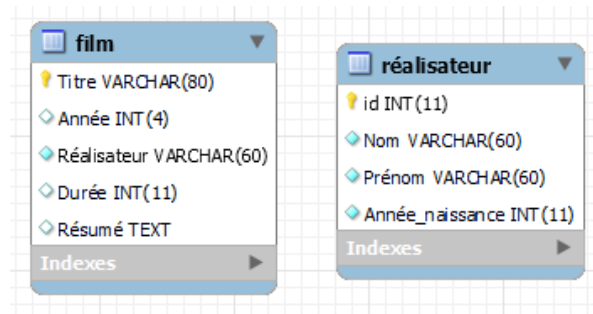 film
Titre VARCHAR(80)
Année INT(4)
Réalisateur VARCHAR(60)
Durée INT(11)
Résumé TEXT
Indexes
réalisateur
id INT(11)
Nom VARCHAR(60)
Prénom VARCHAR(60)
Année_naissance INT(11)
Indexes